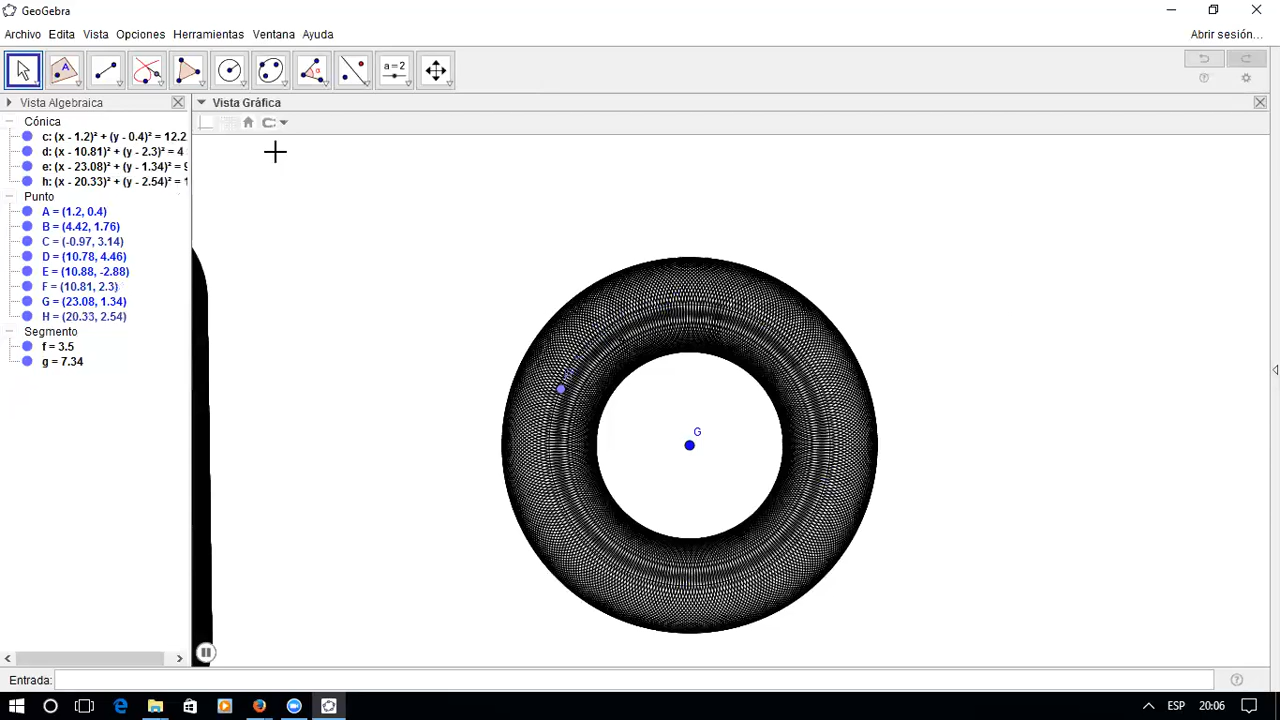 GeoGebra
Archivo Edita Vista Opciones Herramientas Ventana Ayuda Abrir sesión...
A a=2
Vista Algebraica Vista Gráfica
Cónica
c: (x - 1.2)² + (y - 0.4)² = 12.2
d: (x - 10.81)² + (y - 2.3)² = 4
e: (x - 23.08)² + (y - 1.34)² = 9
h: (x - 20.33)² + (y - 2.54)² = 1
Punto
A = (1.2, 0.4)
B = (4.42, 1.76)
C = (-0.97, 3.14)
D = (10.78, 4.46)
E = (10.88, -2.88)
F = (10.81, 2.3)
G = (23.08, 1.34)
H = (20.33, 2.54)
Segmento
f = 3.5
g = 7.34
G
Entrada:
ESP 20:06